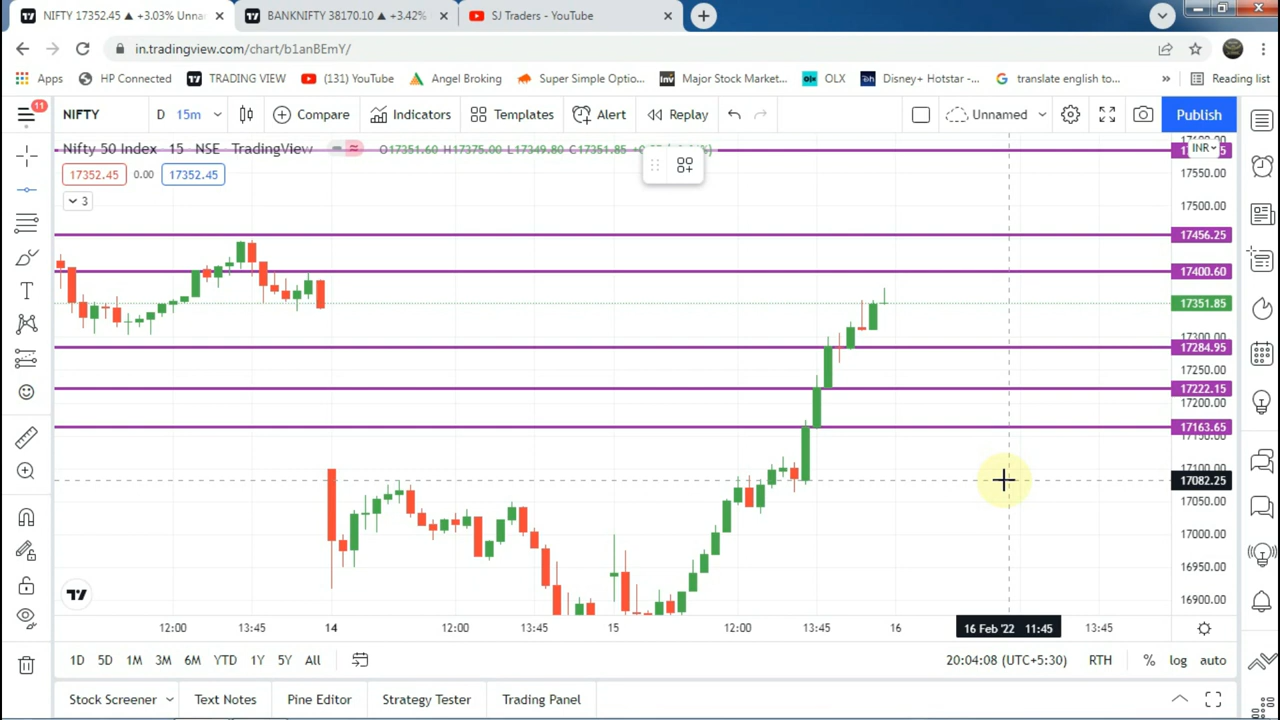 NIFTY 17352.45 ▲ +3.03% Unna
BANKNIFTY 38170.10 ▲ +3.42%
SJ Traders - YouTube
in.tradingview.com/chart/b1anBEmY/
Apps
HP Connected
TRADING VIEW
(131) YouTube
Angel Broking
Super Simple Optio...
Major Stock Market...
OLX
Disney+ Hotstar -...
translate english to...
»
Reading list
11
NIFTY
D
15m
Compare
Indicators
Templates
Alert
Replay
Unnamed
Publish
Nifty 50 Index 15 NSE TradingView
O17351.60 H17375.00 L17349.80 C17351.85
INR
17352.45
0.00
17352.45
3
17550.00
17500.00
17456.25
17400.60
17351.85
17300.00
17284.95
17250.00
17222.15
17200.00
17163.65
17150.00
17100.00
17082.25
17050.00
17000.00
16950.00
16900.00
12:00
13:45
14
12:00
13:45
15
12:00
13:45
16
16 Feb '22 11:45
13:45
1D
5D
1M
3M
6M
YTD
1Y
5Y
All
20:04:08 (UTC+5:30)
RTH
%
log
auto
Stock Screener
Text Notes
Pine Editor
Strategy Tester
Trading Panel